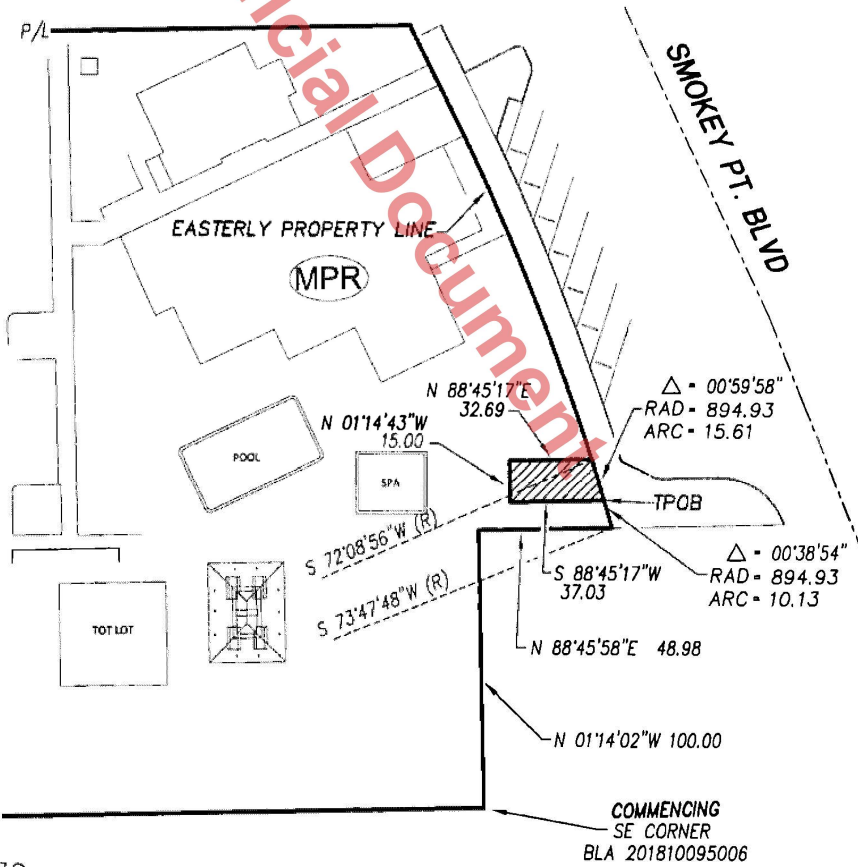 P/L
SMOKEY PT. BLVD
EASTERLY PROPERTY LINE
MPR
N 88°45'17"E
32.69
△ = 00°59'58"
RAD = 894.93
ARC = 15.61
N 01°14'43"W
15.00
POOL
SPA
TPOB
S 72°08'56"W (R)
△ = 00°38'54"
RAD = 894.93
ARC = 10.13
S 88°45'17"W
37.03
S 73°47'48"W (R)
TOT LOT
N 88°45'58"E 48.98
N 01°14'02"W 100.00
COMMENCING
SE CORNER
BLA 201810095006
icial Document